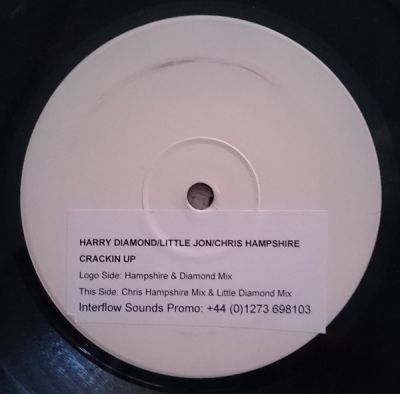 HARRY DIAMOND/LITTLE JON/CHRIS HAMPSHIRE
CRACKIN UP
Logo Side: Hampshire & Diamond Mix
This Side: Chris Hampshire Mix & Little Diamond Mix
Interflow Sounds Promo: +44 (0)1273 698103